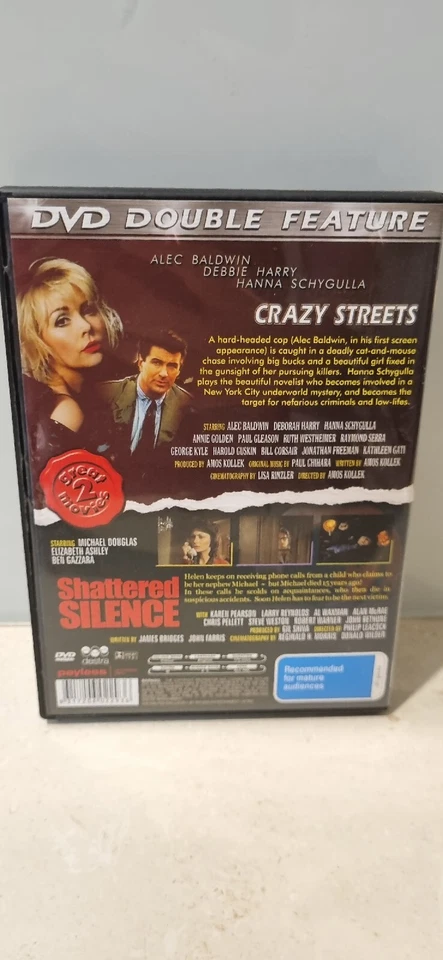 DVD DOUBLE FEATURE
ALEC BALDWIN
DEBBIE HARRY
HANNA SCHYGULLA
CRAZY STREETS
A hard-headed cop (Alec Baldwin, in his first screen
appearance) is caught in a deadly cat-and-mouse
chase involving big bucks and a beautiful girl fixed in
the gunsight of her pursuing killers. Hanna Schygulla
plays the beautiful novelist who becomes involved in a
New York City underworld mystery, and becomes the
target for nefarious criminals and low-lifes.
STARRING ALEC BALDWIN DEBORAH HARRY HANNA SCHYGULLA
ANNIE GOLDEN PAUL GLEASON RUTH WESTHEIMER RAYMOND SERRA
GEORGE KYLE HAROLD GUSKIN BILL CORSAIR JONATHAN FREEMAN KATHLEEN GATI
PRODUCED BY AMOS KOLLEK ORIGINAL MUSIC BY PAUL CHIHARA WRITTEN BY AMOS KOLLEK
CINEMATOGRAPHY BY LISA RINZLER DIRECTED BY AMOS KOLLEK
Great
2
movies
STARRING MICHAEL DOUGLAS
ELIZABETH ASHLEY
BEN GAZZARA
Shattered
SILENCE
Helen keeps on receiving phone calls from a child who claims to
be her nephew Michael - but Michael died 15 years ago!
In these calls he scolds on acquaintances, who then die in
suspicious accidents. Soon Helen has to fear to be the next victim.
WITH KAREN PEARSON LARRY REYNOLDS AL WAXMAN ALAN McRAE
CHRIS PELLETT STEVE WESTON ROBERT WARNER JOHN BETHUNE
PRODUCED BY GIL SHIVA DIRECTED BY PHILIP LEACOCK
WRITTEN BY JAMES BRIDGES JOHN FARRIS CINEMATOGRAPHY BY REGINALD H. MORRIS DONALD WILDER
DVD
destra
payless
Recommended
for mature
audiences